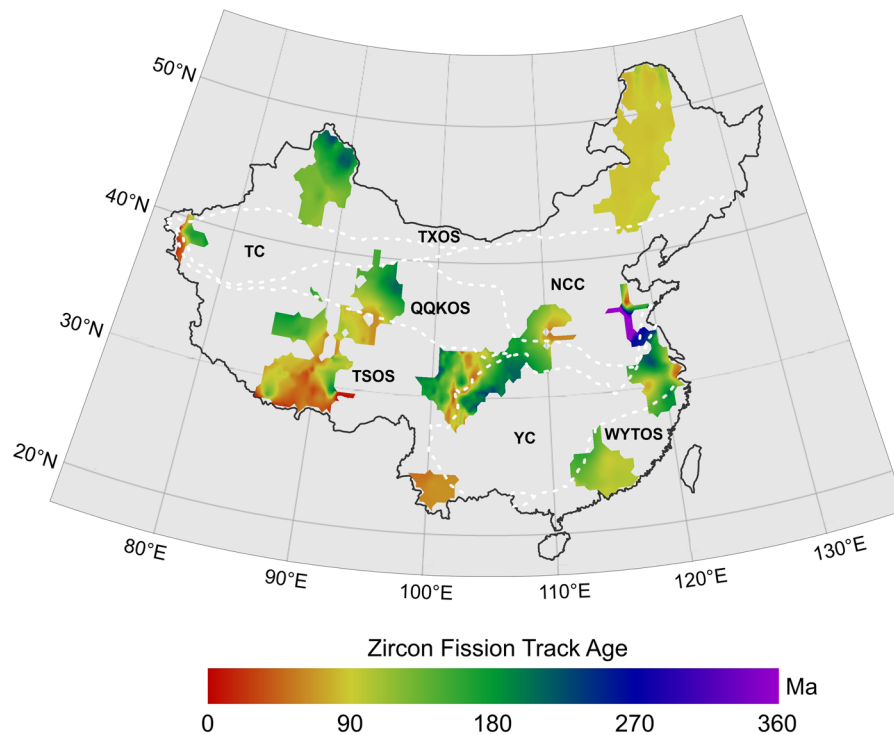 50°N
40°N
30°N
20°N
TXOS
TC
NCC
QQKOS
TSOS
YC
WYTOS
80°E
90°E
100°E
110°E
120°E
130°E
Zircon Fission Track Age
Ma
0 90 180 270 360